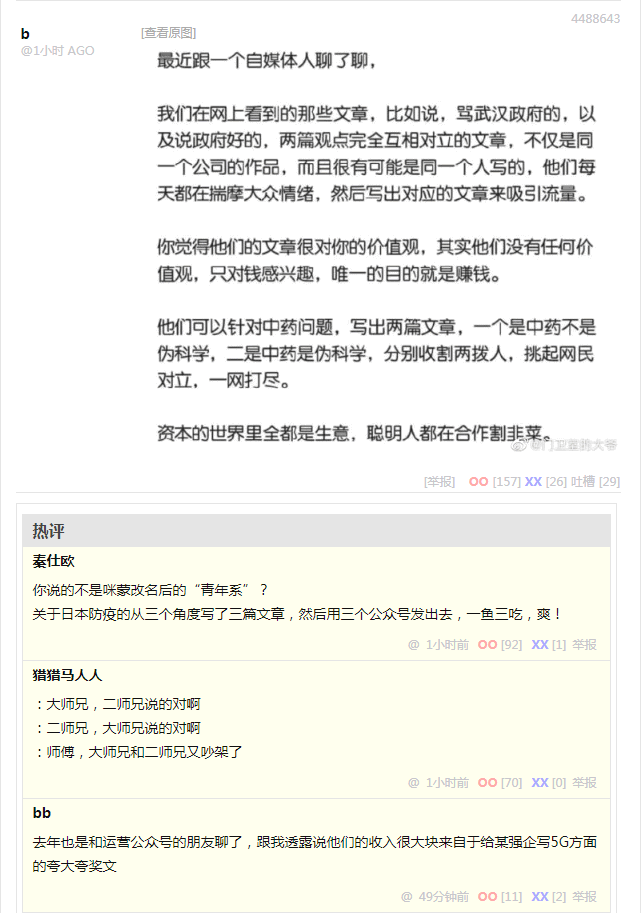 4488643
b
@1小时 AGO
[查看原图]
最近跟一个自媒体人聊了聊，
我们在网上看到的那些文章，比如说，骂武汉政府的，以
及说政府好的，两篇观点完全互相对立的文章，不仅是同
一个公司的作品，而且很有可能是同一个人写的，他们每
天都在揣摩大众情绪，然后写出对应的文章来吸引流量。
你觉得他们的文章很对你的价值观，其实他们没有任何价
值观，只对钱感兴趣，唯一的目的就是赚钱。
他们可以针对中药问题，写出两篇文章，一个是中药不是
伪科学，二是中药是伪科学，分别收割两拨人，挑起网民
对立，一网打尽。
资本的世界里全都是生意，聪明人都在合作割韭菜。
@门卫室的大爷
[举报] OO [157] XX [26] 吐槽 [29]
热评
秦仕欧
你说的不是咪蒙改名后的“青年系”？
关于日本防疫的从三个角度写了三篇文章，然后用三个公众号发出去，一鱼三吃，爽！
@ 1小时前 OO [92] XX [1] 举报
猎猎马人人
：大师兄，二师兄说的对啊
：二师兄，大师兄说的对啊
：师傅，大师兄和二师兄又吵架了
@ 1小时前 OO [70] XX [0] 举报
bb
去年也是和运营公众号的朋友聊了，跟我透露说他们的收入很大块来自于给某强企写5G方面
的夸大夸奖文
@ 49分钟前 OO [11] XX [2] 举报